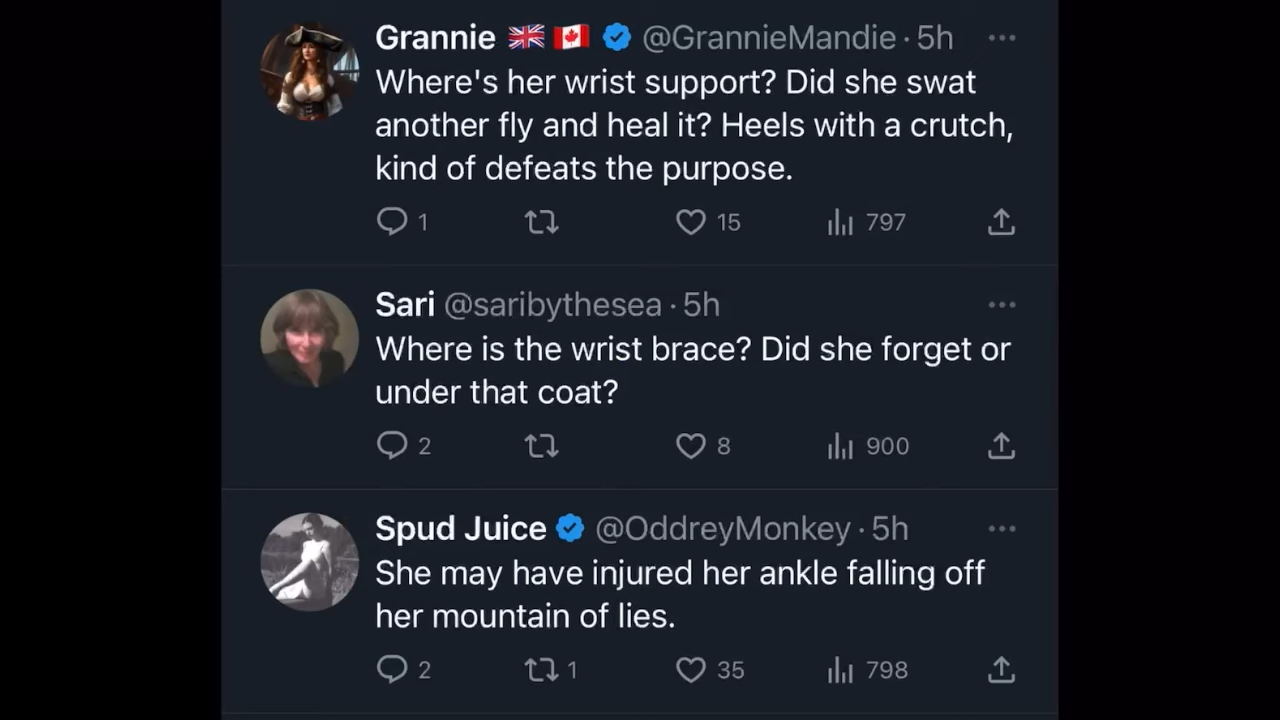 Grannie 🇬🇧 🇨🇦 @GrannieMandie · 5h
Where's her wrist support? Did she swat
another fly and heal it? Heels with a crutch,
kind of defeats the purpose.
1 15 797
Sari @saribythesea · 5h
Where is the wrist brace? Did she forget or
under that coat?
2 8 900
Spud Juice @OddreyMonkey · 5h
She may have injured her ankle falling off
her mountain of lies.
2 1 35 798